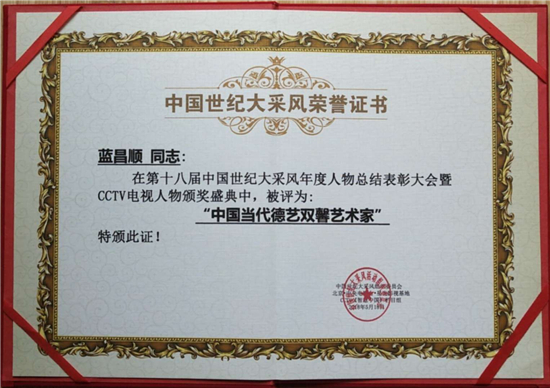 中国世纪大采风荣誉证书
蓝昌顺 同志：
在第十八届中国世纪大采风年度人物总结表彰大会暨
CCTV电视人物颁奖盛典中，被评为：
“中国当代德艺双馨艺术家”
特颁此证！